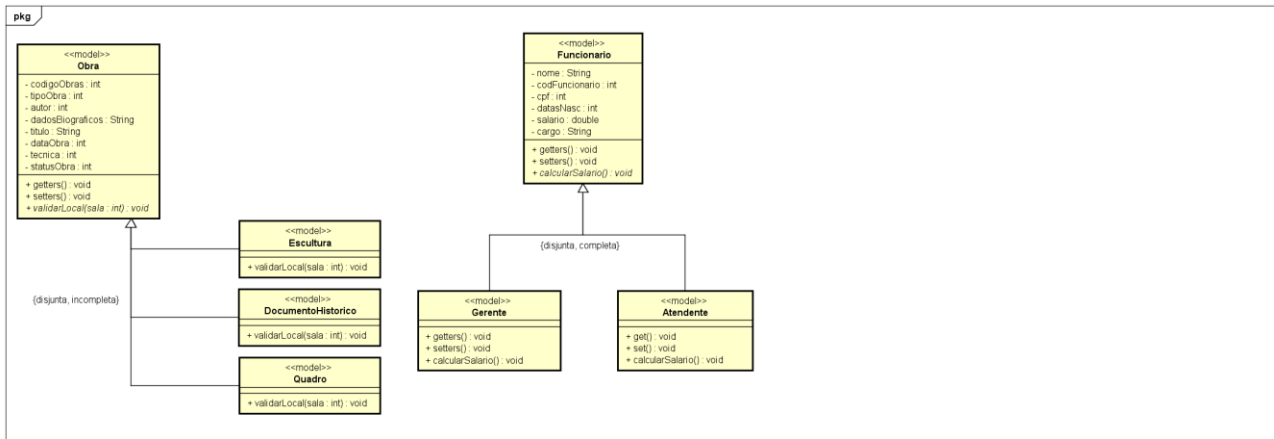 pkg
<<model>>
Obra
- codigoObras : int
- tipoObra : int
- autor : int
- dadosBiograficos : String
- titulo : String
- dataObra : int
- tecnica : int
- statusObra : int
+ getters() : void
+ setters() : void
+ validarLocal(sala : int) : void
{disjunta, incompleta}
<<model>>
Escultura
+ validarLocal(sala : int) : void
<<model>>
DocumentoHistorico
+ validarLocal(sala : int) : void
<<model>>
Quadro
+ validarLocal(sala : int) : void
<<model>>
Funcionario
- nome : String
- codFuncionario : int
- cpf : int
- datasNasc : int
- salario : double
- cargo : String
+ getters() : void
+ setters() : void
+ calcularSalario() : void
{disjunta, completa}
<<model>>
Gerente
+ getters() : void
+ setters() : void
+ calcularSalario() : void
<<model>>
Atendente
+ get() : void
+ set() : void
+ calcularSalario() : void